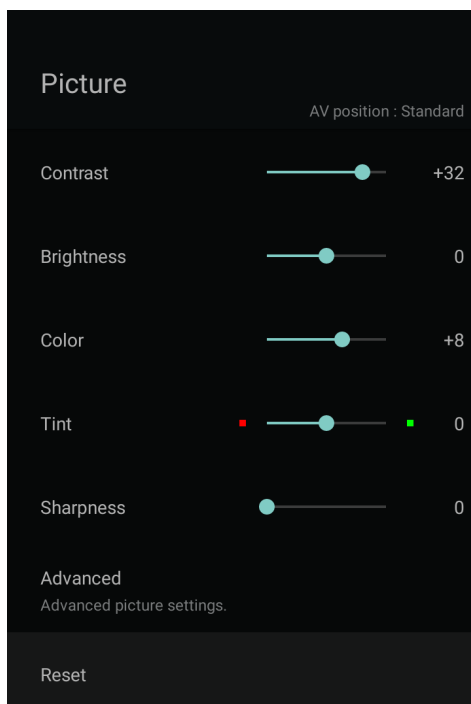 Picture
AV position : Standard
Contrast +32
Brightness 0
Color +8
Tint 0
Sharpness 0
Advanced
Advanced picture settings.
Reset